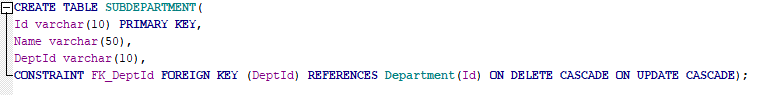 CREATE TABLE SUBDEPARTMENT(
Id varchar(10) PRIMARY KEY,
Name varchar(50),
DeptId varchar(10),
CONSTRAINT FK_DeptId FOREIGN KEY (DeptId) REFERENCES Department(Id) ON DELETE CASCADE ON UPDATE CASCADE);